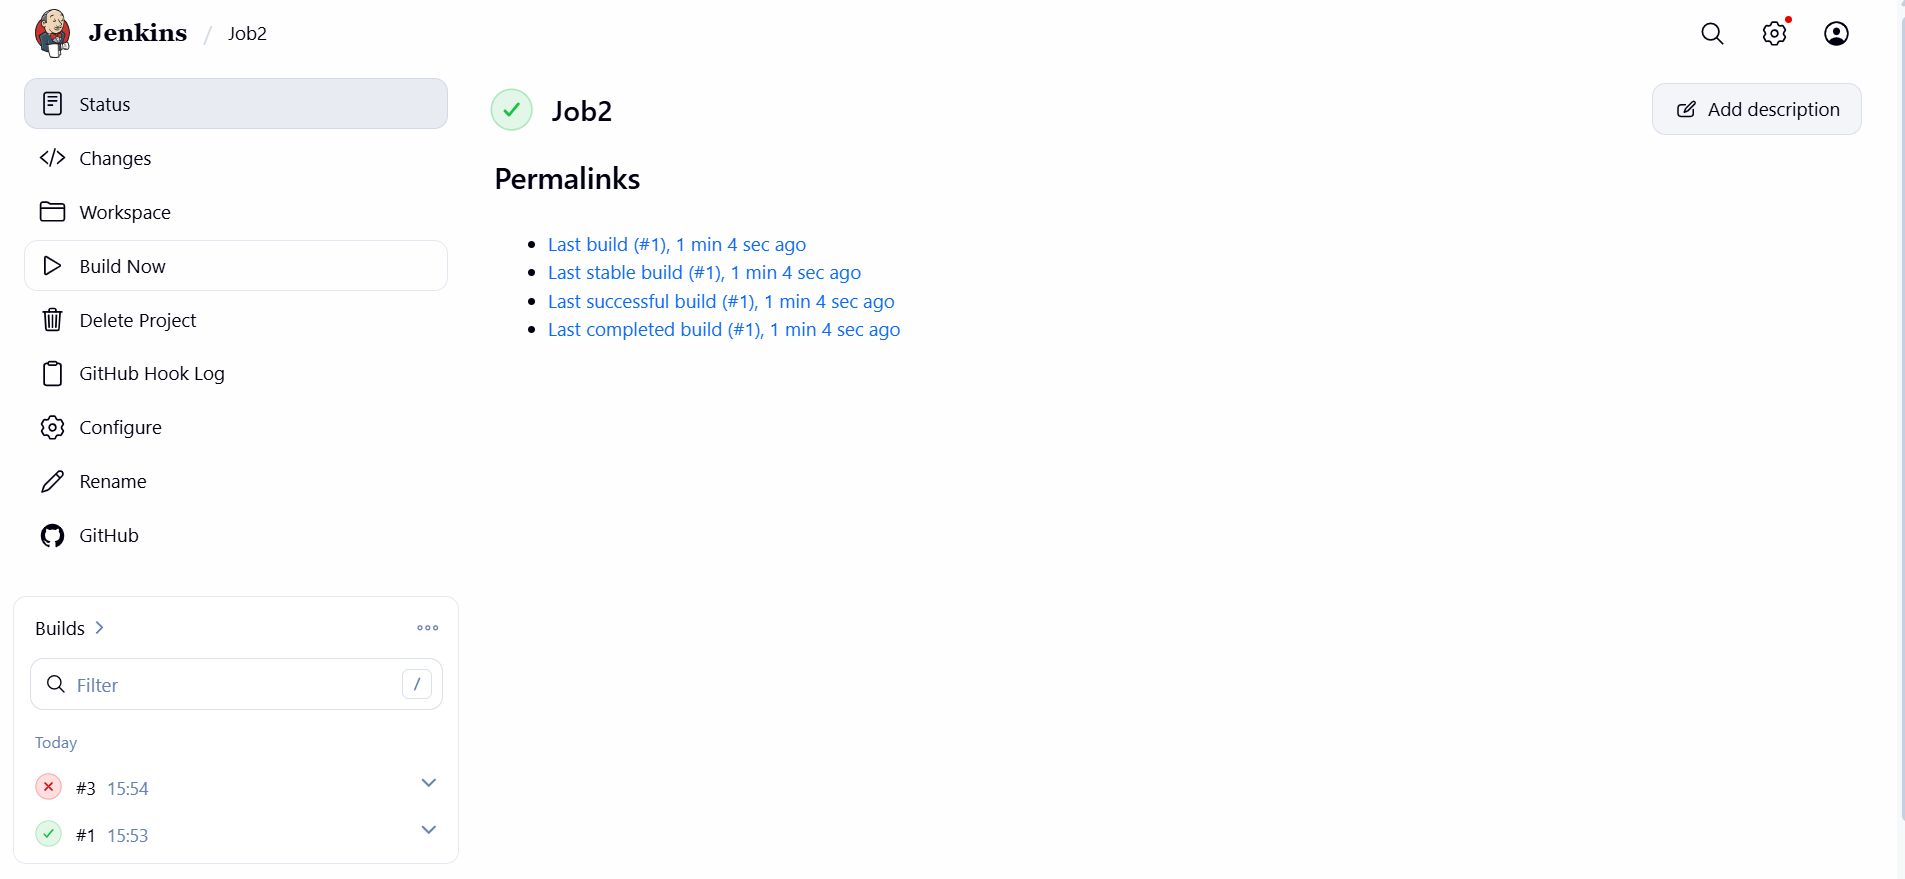 Jenkins / Job2
Status
Changes
Workspace
Build Now
Delete Project
GitHub Hook Log
Configure
Rename
GitHub
Builds
Filter /
Today
#3 15:54
#1 15:53
Job2
Add description
Permalinks
Last build (#1), 1 min 4 sec ago
Last stable build (#1), 1 min 4 sec ago
Last successful build (#1), 1 min 4 sec ago
Last completed build (#1), 1 min 4 sec ago